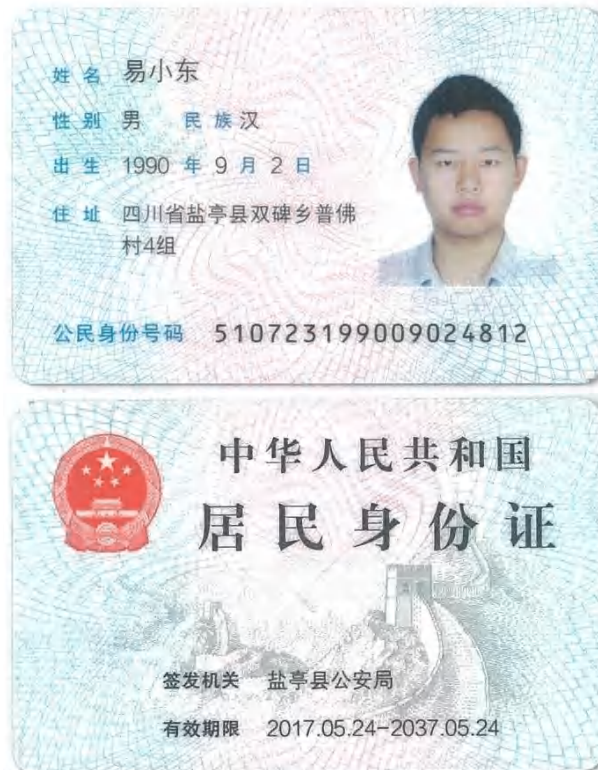 姓名 易小东
性别 男 民族 汉
出生 1990 年 9 月 2 日
住址 四川省盐亭县双碑乡普佛
村4组
公民身份号码 510723199009024812
中华人民共和国
居民身份证
签发机关 盐亭县公安局
有效期限 2017.05.24-2037.05.24